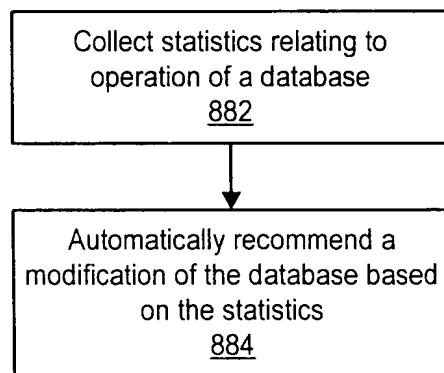 Collect statistics relating to
operation of a database
882
Automatically recommend a
modification of the database based
on the statistics
884